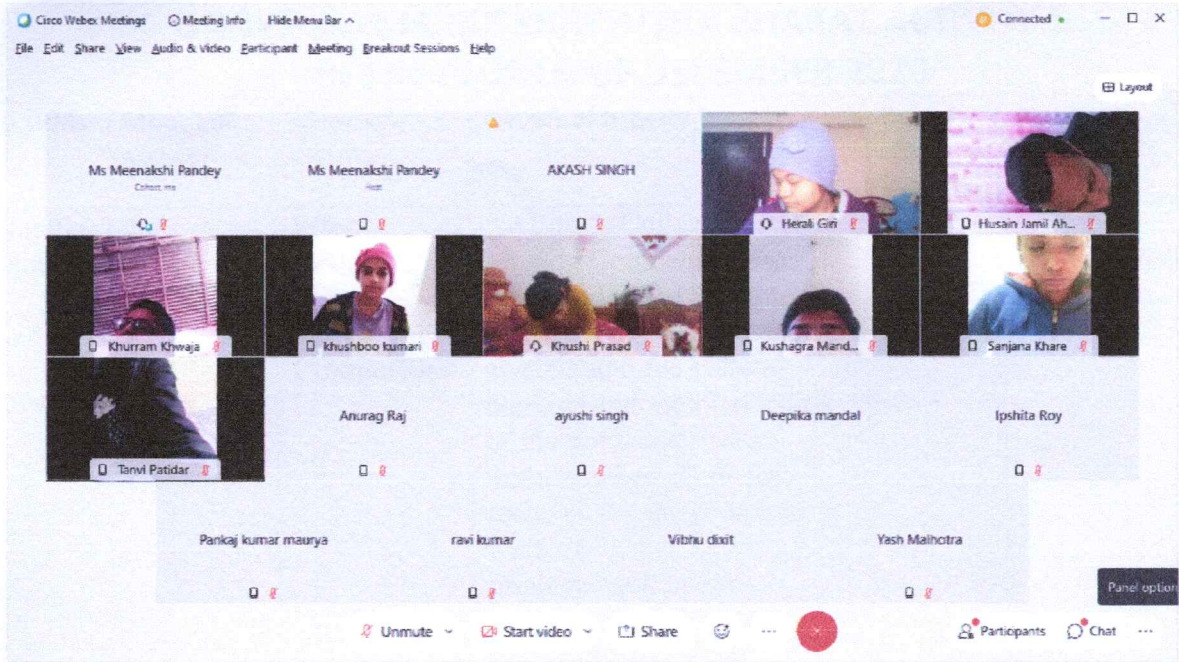 Cisco Webex Meetings Meeting Info Hide Menu Bar Connected
File Edit Share View Audio & Video Participant Meeting Breakout Sessions Help
Layout
Ms Meenakshi Pandey Ms Meenakshi Pandey AKASH SINGH
Cohost, me Host
Herali Giri Husain Jamil Ah...
Khurram Khwaja khushboo kumari Khushi Prasad Kushagra Mand... Sanjana Khare
Anurag Raj ayushi singh Deepika mandal Ipshita Roy
Tanvi Patidar
Pankaj kumar maurya ravi kumar Vibhu dixit Yash Malhotra
Panel option
Unmute Start video Share Participants Chat